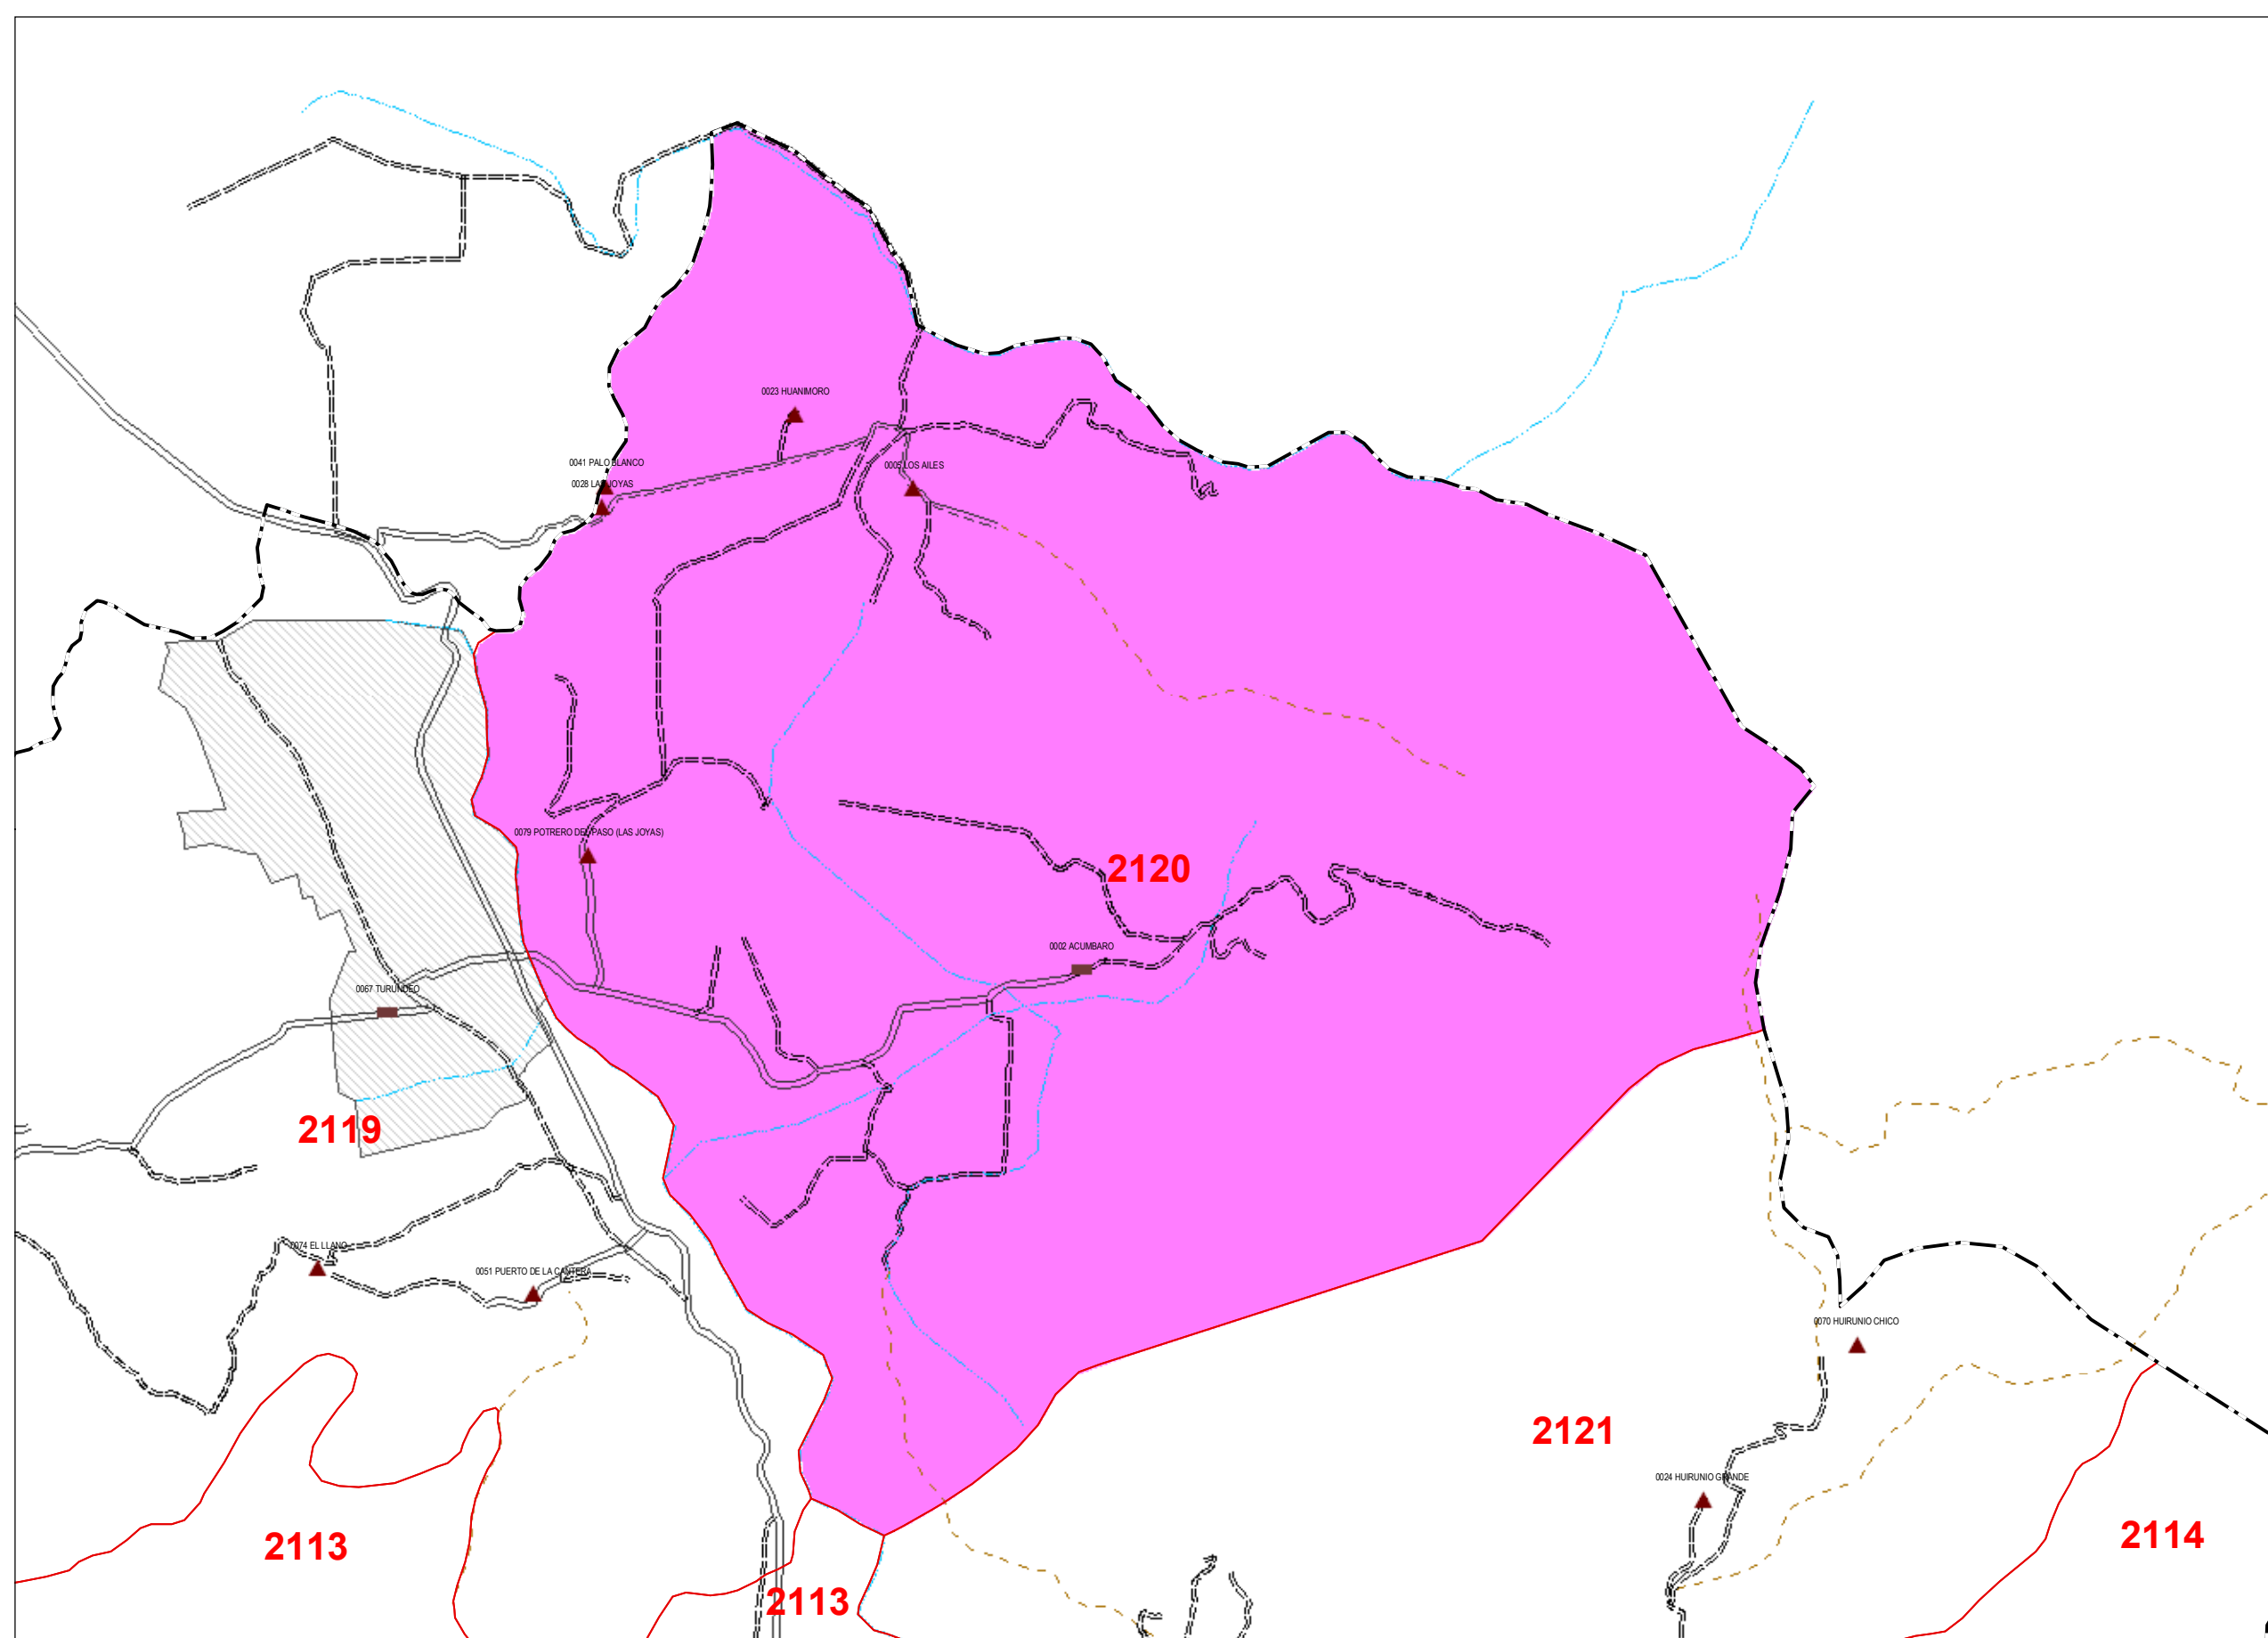 0023 HUANIMORO
0041 PALO BLANCO
0005 LOS AILES
0028 LAS JOYAS
0079 POTRERO DEL PASO (LAS JOYAS)
2120
0002 ACUMBARO
0067 TURUNDEO
2119
0074 EL LLANO
0051 PUERTO DE LA CANTERA
0070 HUIRUNIO CHICO
2121
0024 HUIRUNIO GRANDE
2113
2114
2113